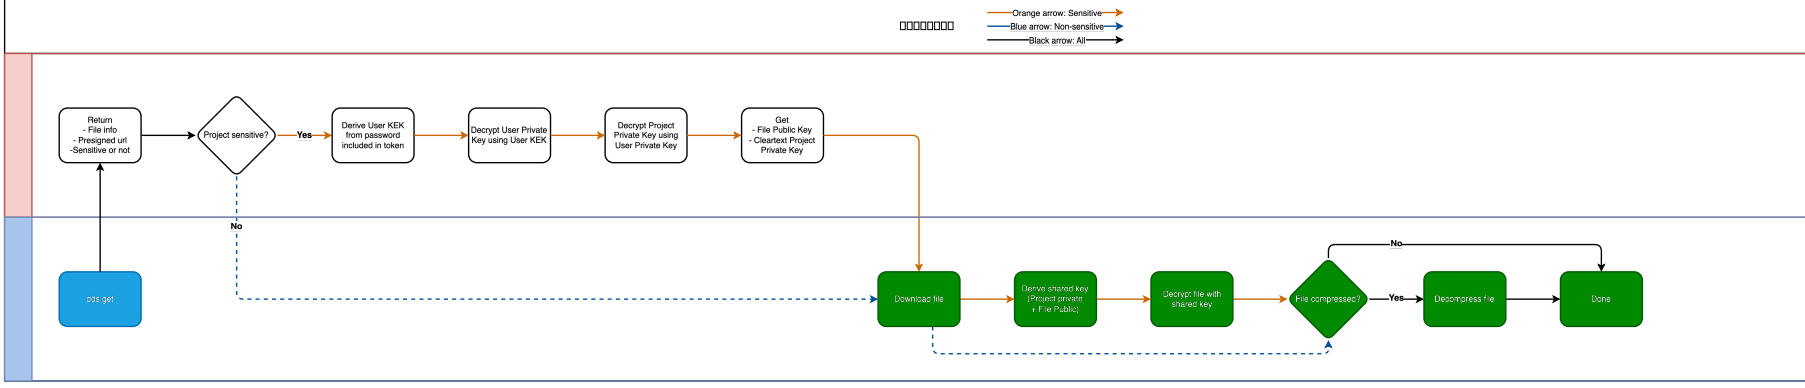 Orange arrow: Sensitive
Blue arrow: Non-sensitive
Black arrow: All
Return
- File info
- Presigned url
-Sensitive or not
Project sensitive?
Yes
Derive User KEK
from password
included in token
Decrypt User Private
Key using User KEK
Decrypt Project
Private Key using
User Private Key
Get
- File Public Key
- Cleartext Project
Private Key
No
dds get
Download file
Derive shared key
(Project private
+ File Public)
Decrypt file with
shared key
File compressed?
No
Yes
Decompress file
Done